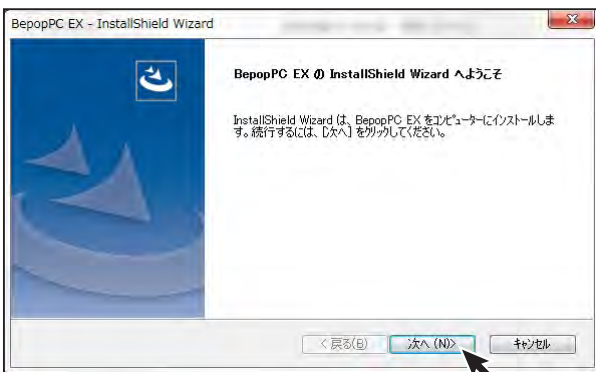 BepopPC EX - InstallShield Wizard
BepopPC EX の InstallShield Wizard へようこそ
InstallShield Wizard は、BepopPC EX をコンピューターにインストールしま
す。続行するには、[次へ] をクリックしてください。
< 戻る(B)
次へ (N)>
キャンセル